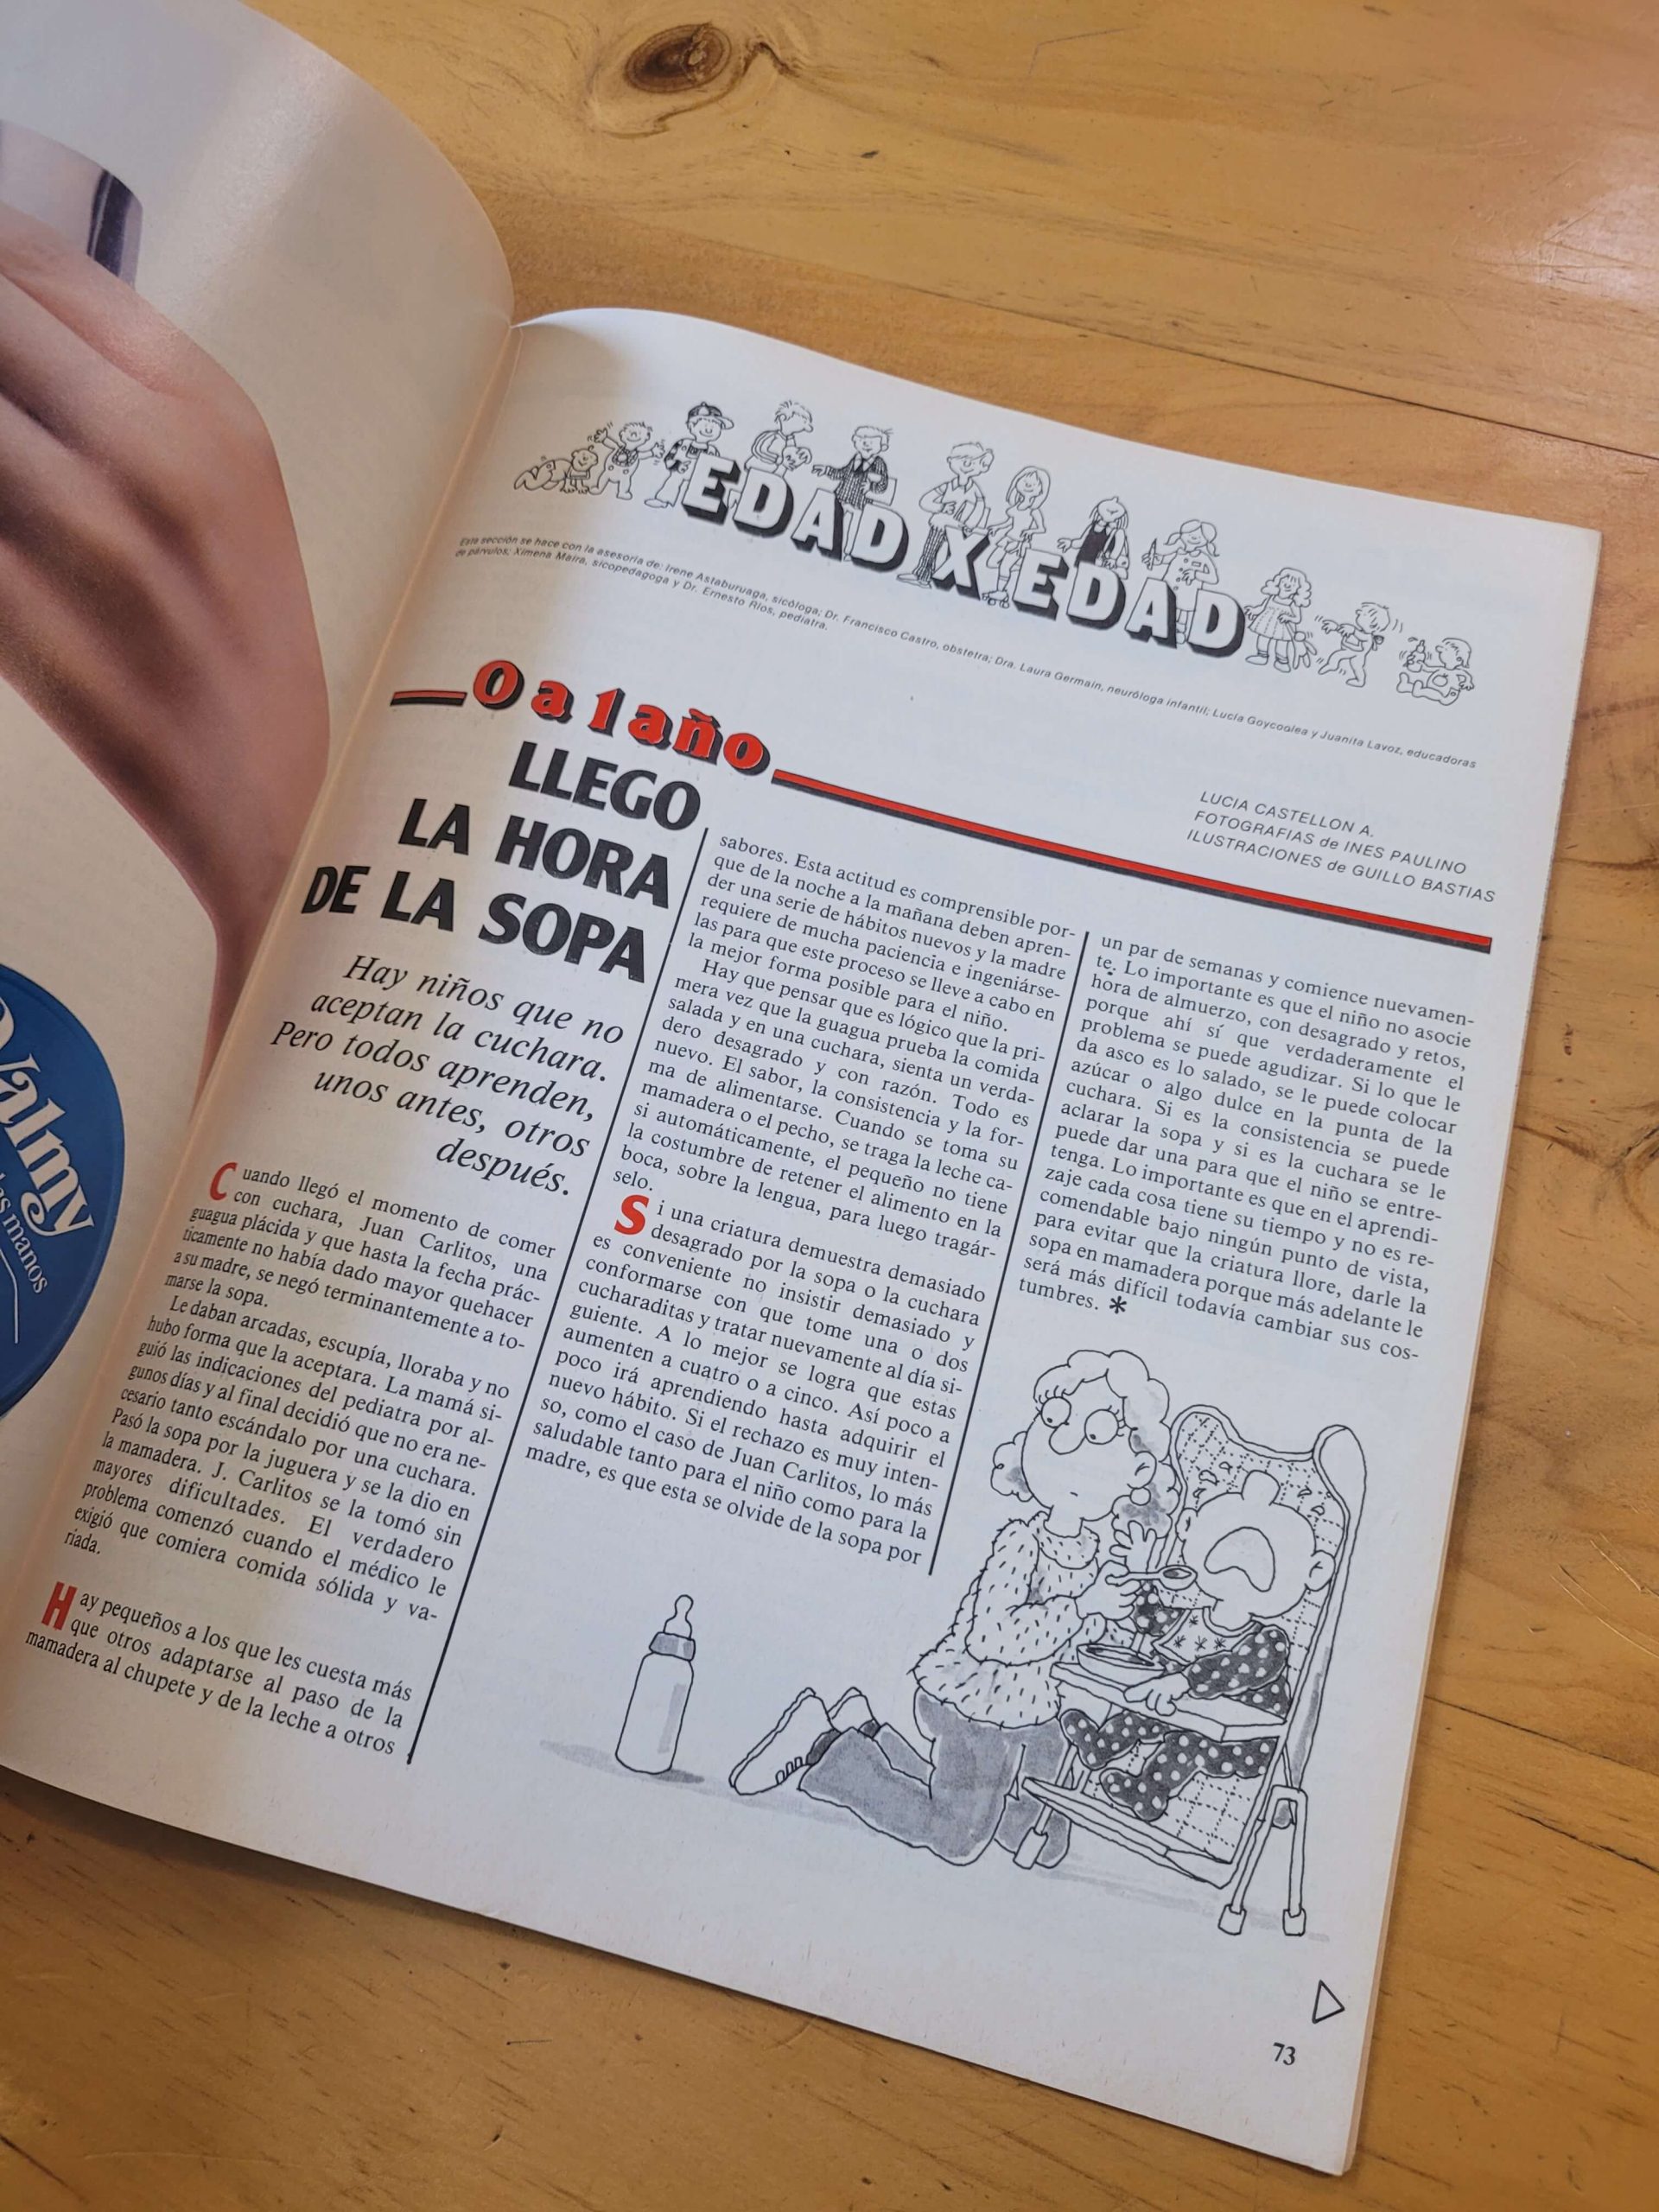 Valmy
las manos
EDAD X EDAD
Esta sección se hace con la asesoría de: Irene Astaburuaga, sicóloga; Dr. Francisco Castro, obstetra; Dra. Laura Germain, neuróloga infantil; Lucía Goycoolea y Juanita Lavoz, educadoras
de párvulos; Ximena Maira, sicopedagoga y Dr. Ernesto Ríos, pediatra.
0 a 1 año
LUCIA CASTELLON A.
FOTOGRAFIAS de INES PAULINO
ILUSTRACIONES de GUILLO BASTIAS
LLEGO
LA HORA
DE LA SOPA
Hay niños que no
aceptan la cuchara.
Pero todos aprenden,
unos antes, otros
después.
Cuando llegó el momento de comer
con cuchara, Juan Carlitos, una
guagua plácida y que hasta la fecha prác-
ticamente no había dado mayor quehacer
a su madre, se negó terminantemente a to-
marse la sopa.
Le daban arcadas, escupía, lloraba y no
hubo forma que la aceptara. La mamá si-
guió las indicaciones del pediatra por al-
gunos días y al final decidió que no era ne-
cesario tanto escándalo por una cuchara.
Pasó la sopa por la juguera y se la dio en
la mamadera. J. Carlitos se la tomó sin
mayores dificultades. El verdadero
problema comenzó cuando el médico le
exigió que comiera comida sólida y va-
riada.
Hay pequeños a los que les cuesta más
que otros adaptarse al paso de la
mamadera al chupete y de la leche a otros
sabores. Esta actitud es comprensible por-
que de la noche a la mañana deben apren-
der una serie de hábitos nuevos y la madre
requiere de mucha paciencia e ingeniárse-
las para que este proceso se lleve a cabo en
la mejor forma posible para el niño.
Hay que pensar que es lógico que la pri-
mera vez que la guagua prueba la comida
salada y en una cuchara, sienta un verda-
dero desagrado y con razón. Todo es
nuevo. El sabor, la consistencia y la for-
ma de alimentarse. Cuando se toma su
mamadera o el pecho, se traga la leche ca-
si automáticamente, el pequeño no tiene
la costumbre de retener el alimento en la
boca, sobre la lengua, para luego tragár-
selo.
Si una criatura demuestra demasiado
desagrado por la sopa o la cuchara
es conveniente no insistir demasiado y
conformarse con que tome una o dos
cucharaditas y tratar nuevamente al día si-
guiente. A lo mejor se logra que estas
aumenten a cuatro o a cinco. Así poco a
poco irá aprendiendo hasta adquirir el
nuevo hábito. Si el rechazo es muy inten-
so, como el caso de Juan Carlitos, lo más
saludable tanto para el niño como para la
madre, es que esta se olvide de la sopa por
un par de semanas y comience nuevamen-
te. Lo importante es que el niño no asocie
hora de almuerzo, con desagrado y retos,
porque ahí sí que verdaderamente el
problema se puede agudizar. Si lo que le
da asco es lo salado, se le puede colocar
azúcar o algo dulce en la punta de la
cuchara. Si es la consistencia se puede
aclarar la sopa y si es la cuchara se le
puede dar una para que el niño se entre-
tenga. Lo importante es que en el aprendi-
zaje cada cosa tiene su tiempo y no es re-
comendable bajo ningún punto de vista,
para evitar que la criatura llore, darle la
sopa en mamadera porque más adelante le
será más difícil todavía cambiar sus cos-
tumbres. *
73